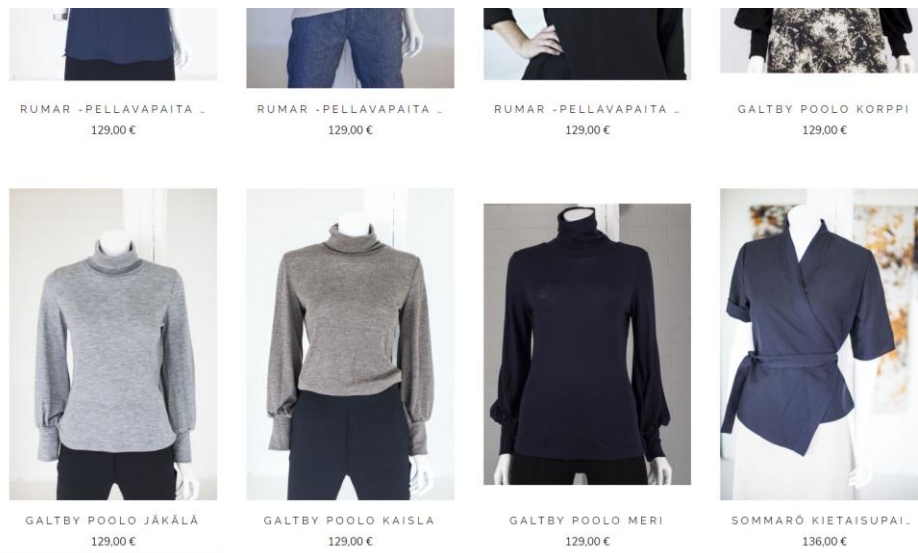 RUMAR -PELLAVAPAITA …
129,00 €
RUMAR -PELLAVAPAITA …
129,00 €
RUMAR -PELLAVAPAITA …
129,00 €
GALTBY POOLO KORPPI
129,00 €
GALTBY POOLO JÄKÄLÄ
129,00 €
GALTBY POOLO KAISLA
129,00 €
GALTBY POOLO MERI
129,00 €
SOMMARÖ KIETAISUPAI…
136,00 €